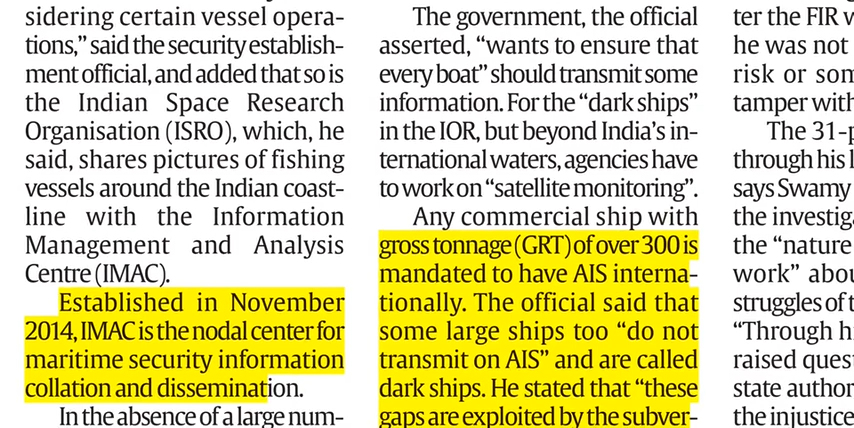 sidering certain vessel opera-
tions,” said the security establish-
ment official, and added that so is
the Indian Space Research
Organisation (ISRO), which, he
said, shares pictures of fishing
vessels around the Indian coast-
line with the Information
Management and Analysis
Centre (IMAC).
Established in November
2014, IMAC is the nodal center for
maritime security information
collation and dissemination.
In the absence of a large num-
The government, the official
asserted, “wants to ensure that
every boat” should transmit some
information. For the “dark ships”
in the IOR, but beyond India’s in-
ternational waters, agencies have
to work on “satellite monitoring”.
Any commercial ship with
gross tonnage (GRT) of over 300 is
mandated to have AIS interna-
tionally. The official said that
some large ships too “do not
transmit on AIS” and are called
dark ships. He stated that “these
gaps are exploited by the subver-
ter the FIR
he was not
risk or
tamper with
The
through his
says Swamy
the
the “nature
work”
struggles of
“Through
raised
state
the injustice